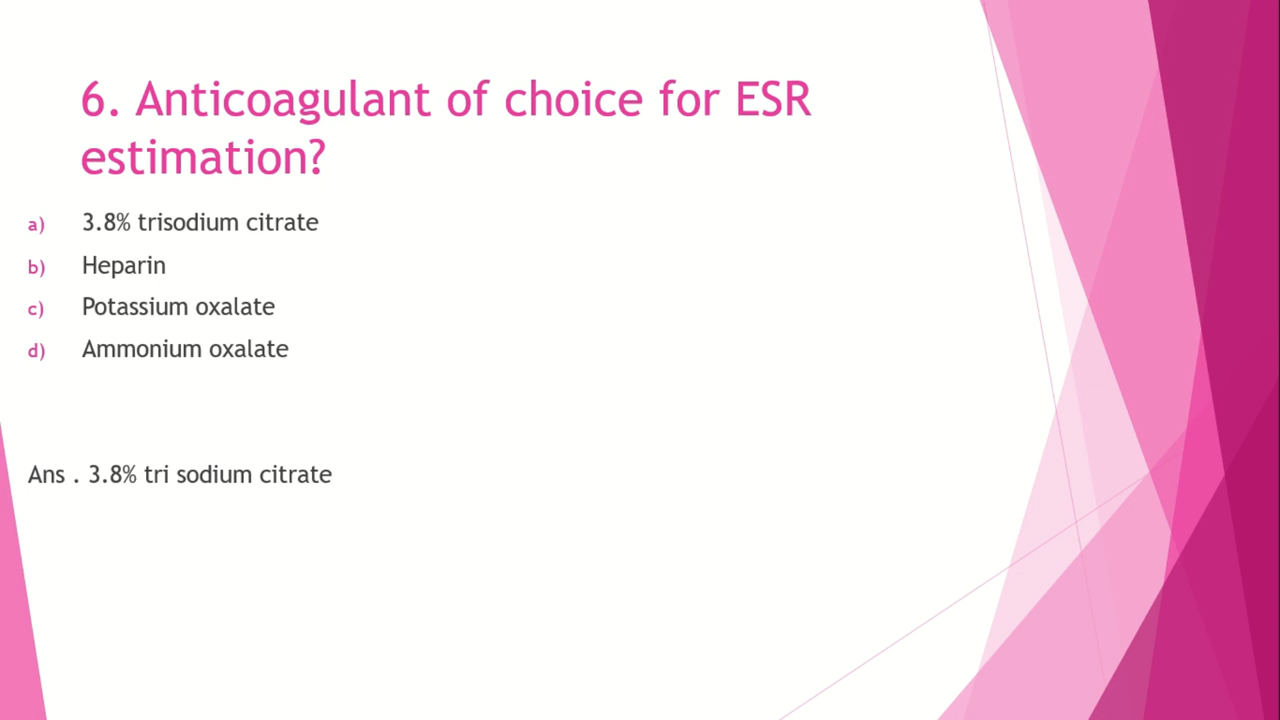 6. Anticoagulant of choice for ESR
estimation?
a) 3.8% trisodium citrate
b) Heparin
c) Potassium oxalate
d) Ammonium oxalate
Ans . 3.8% tri sodium citrate